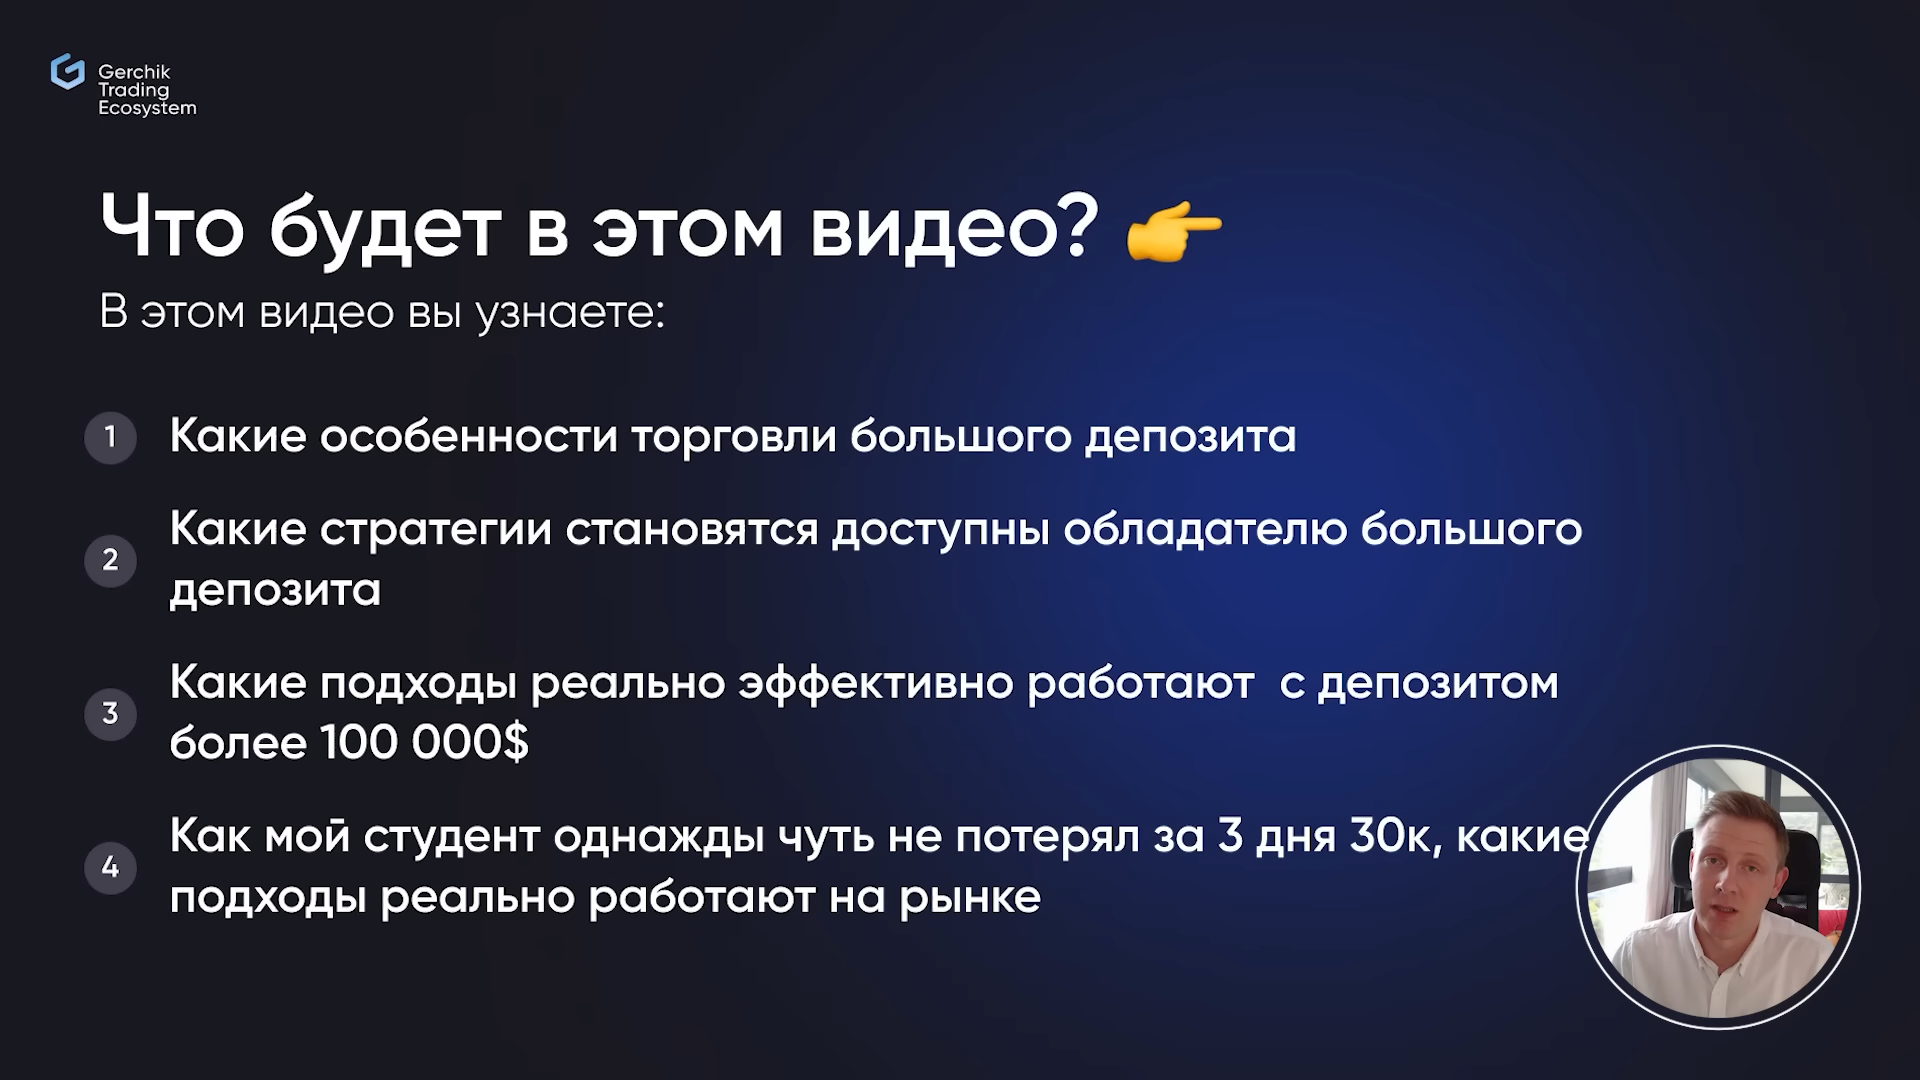 Gerchik
Trading
Ecosystem
Что будет в этом видео? 👉
В этом видео вы узнаете:
1 Какие особенности торговли большого депозита
2 Какие стратегии становятся доступны обладателю большого
депозита
3 Какие подходы реально эффективно работают  с депозитом
более 100 000$
4 Как мой студент однажды чуть не потерял за 3 дня 30к, какие
подходы реально работают на рынке